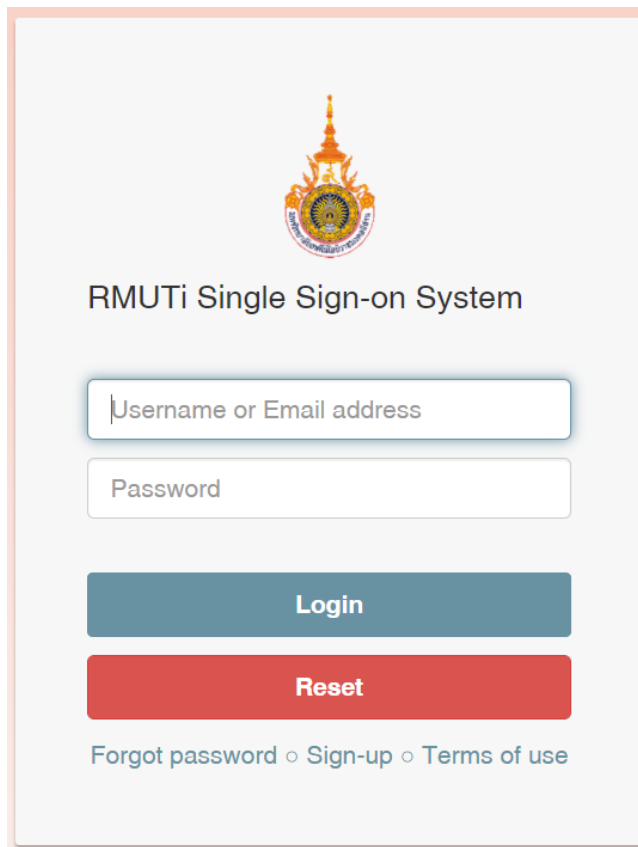 RMUTi Single Sign-on System
Username or Email address
Password
Login
Reset
Forgot password ○ Sign-up ○ Terms of use